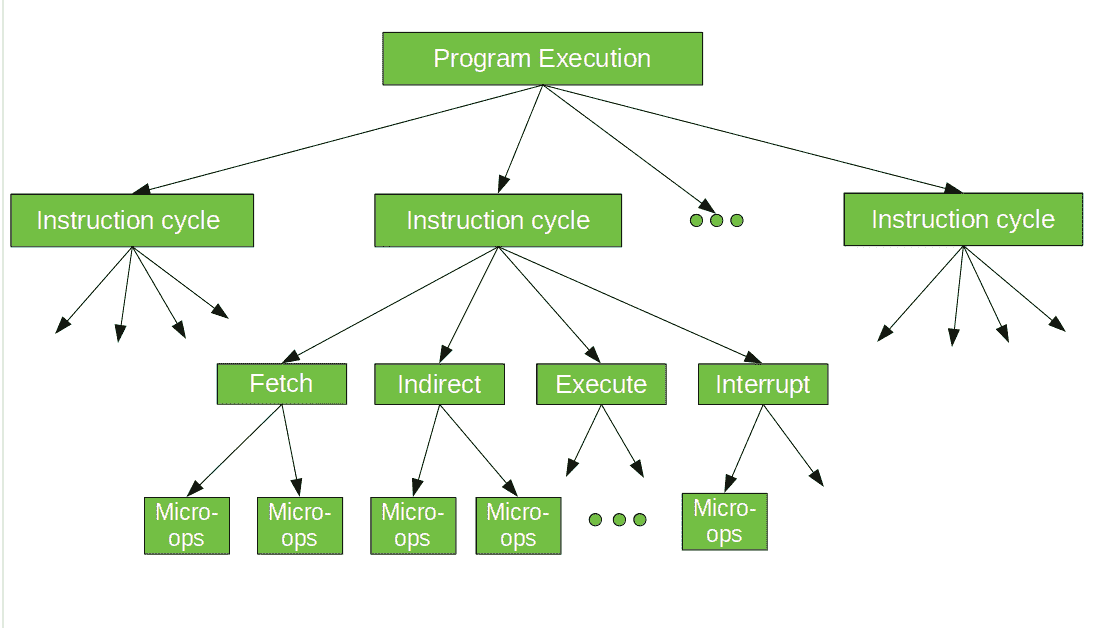 Program Execution
Instruction cycle
Instruction cycle
Instruction cycle
Fetch
Indirect
Execute
Interrupt
Micro-
ops
Micro-
ops
Micro-
ops
Micro-
ops
Micro-
ops